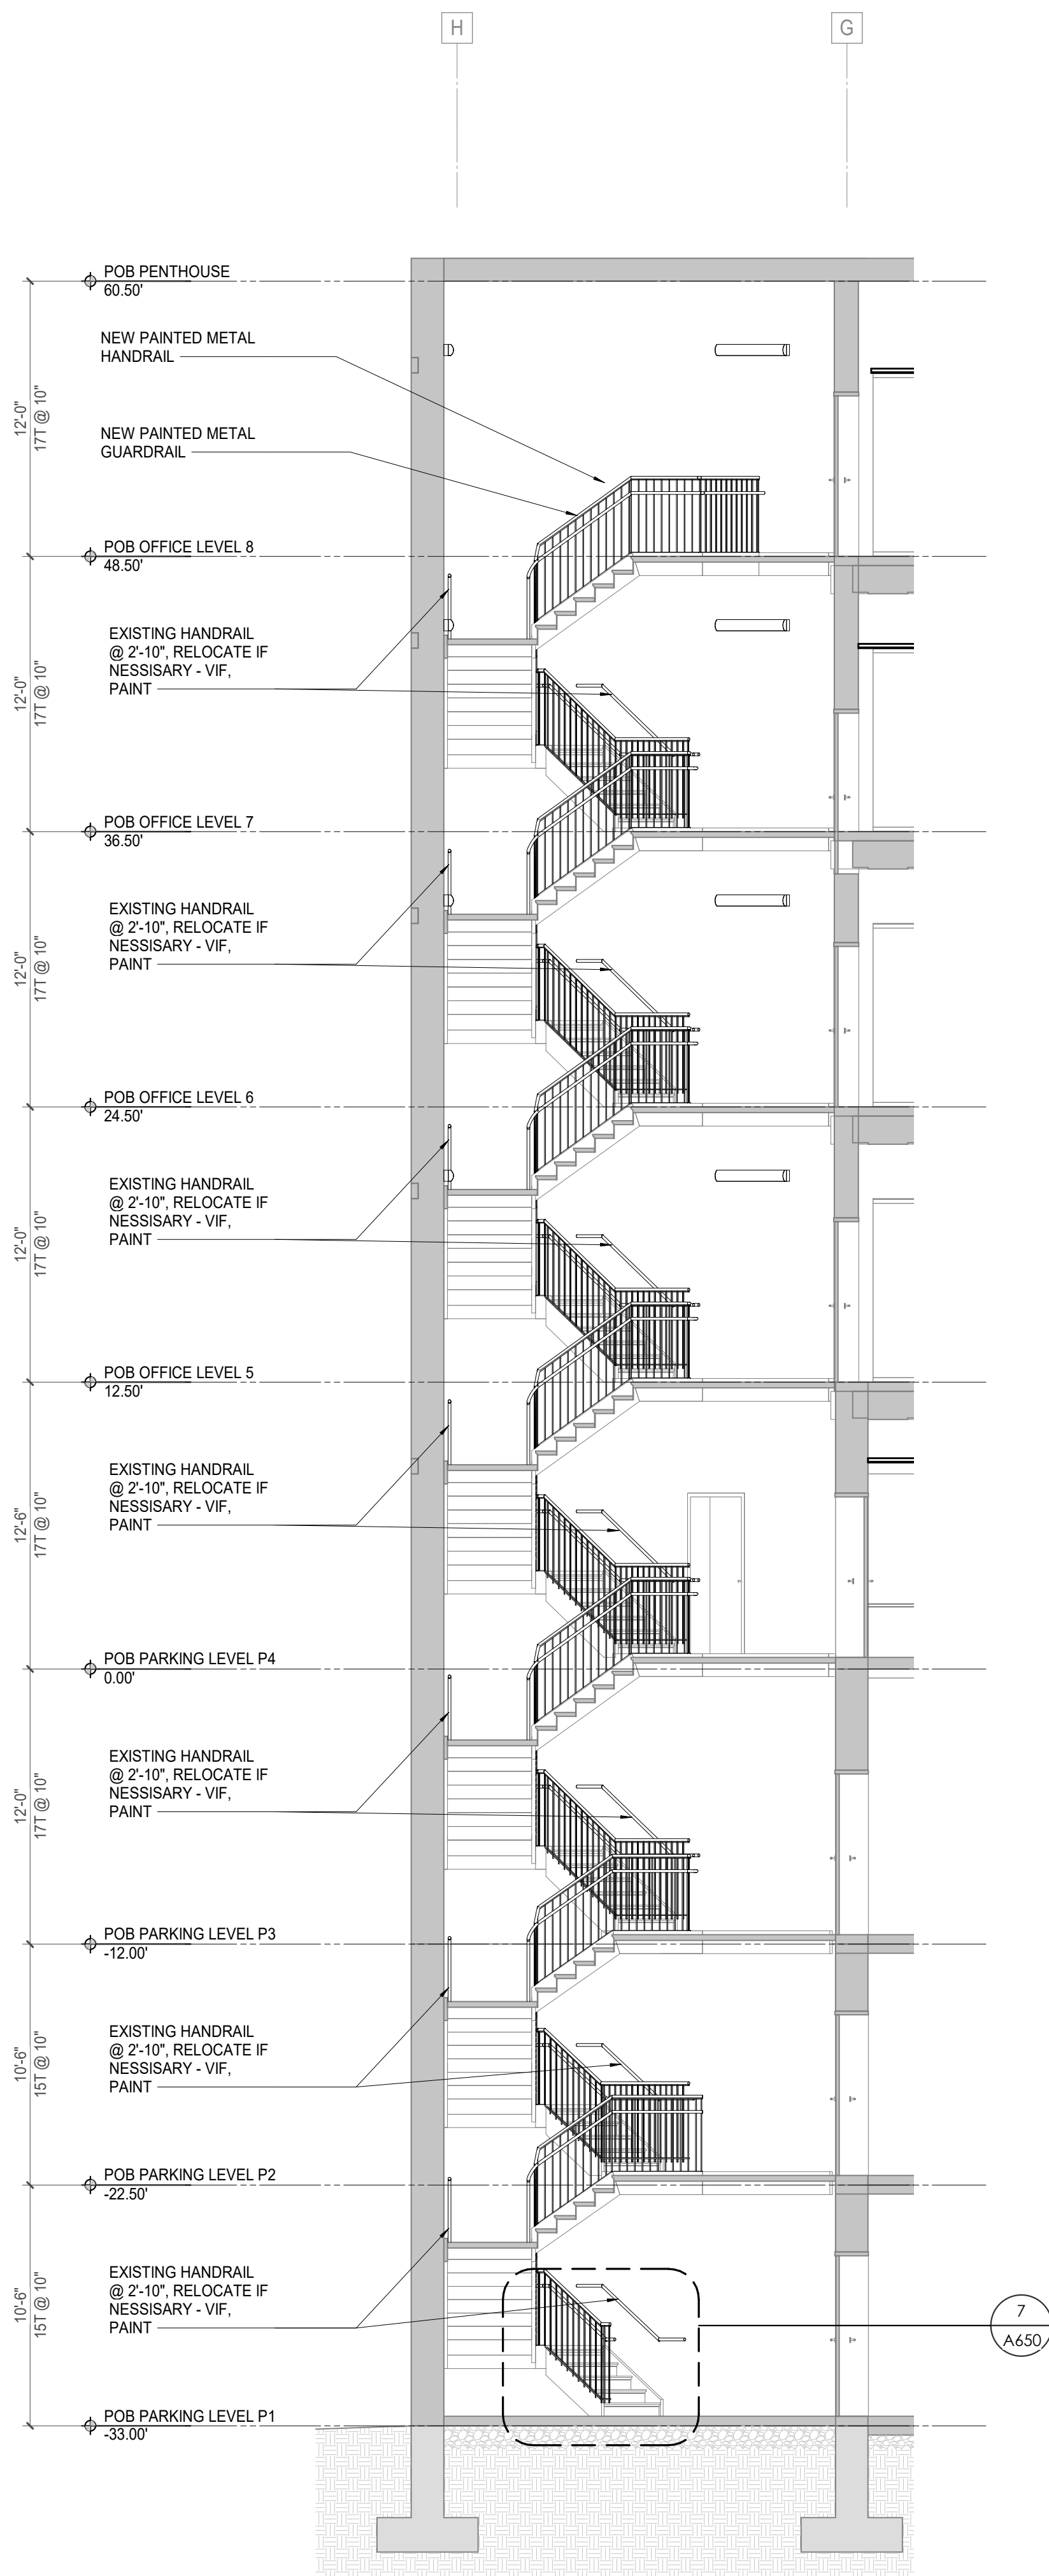 H
G
POB PENTHOUSE
60.50'
12'-0"
17T @ 10"
NEW PAINTED METAL
HANDRAIL
NEW PAINTED METAL
GUARDRAIL
POB OFFICE LEVEL 8
48.50'
12'-0"
17T @ 10"
EXISTING HANDRAIL
@ 2'-10", RELOCATE IF
NESSISARY - VIF,
PAINT
POB OFFICE LEVEL 7
36.50'
12'-0"
17T @ 10"
EXISTING HANDRAIL
@ 2'-10", RELOCATE IF
NESSISARY - VIF,
PAINT
POB OFFICE LEVEL 6
24.50'
12'-0"
17T @ 10"
EXISTING HANDRAIL
@ 2'-10", RELOCATE IF
NESSISARY - VIF,
PAINT
POB OFFICE LEVEL 5
12.50'
12'-6"
17T @ 10"
EXISTING HANDRAIL
@ 2'-10", RELOCATE IF
NESSISARY - VIF,
PAINT
POB PARKING LEVEL P4
0.00'
12'-0"
17T @ 10"
EXISTING HANDRAIL
@ 2'-10", RELOCATE IF
NESSISARY - VIF,
PAINT
POB PARKING LEVEL P3
-12.00'
10'-6"
15T @ 10"
EXISTING HANDRAIL
@ 2'-10", RELOCATE IF
NESSISARY - VIF,
PAINT
POB PARKING LEVEL P2
-22.50'
10'-6"
15T @ 10"
EXISTING HANDRAIL
@ 2'-10", RELOCATE IF
NESSISARY - VIF,
PAINT
7
A650
POB PARKING LEVEL P1
-33.00'